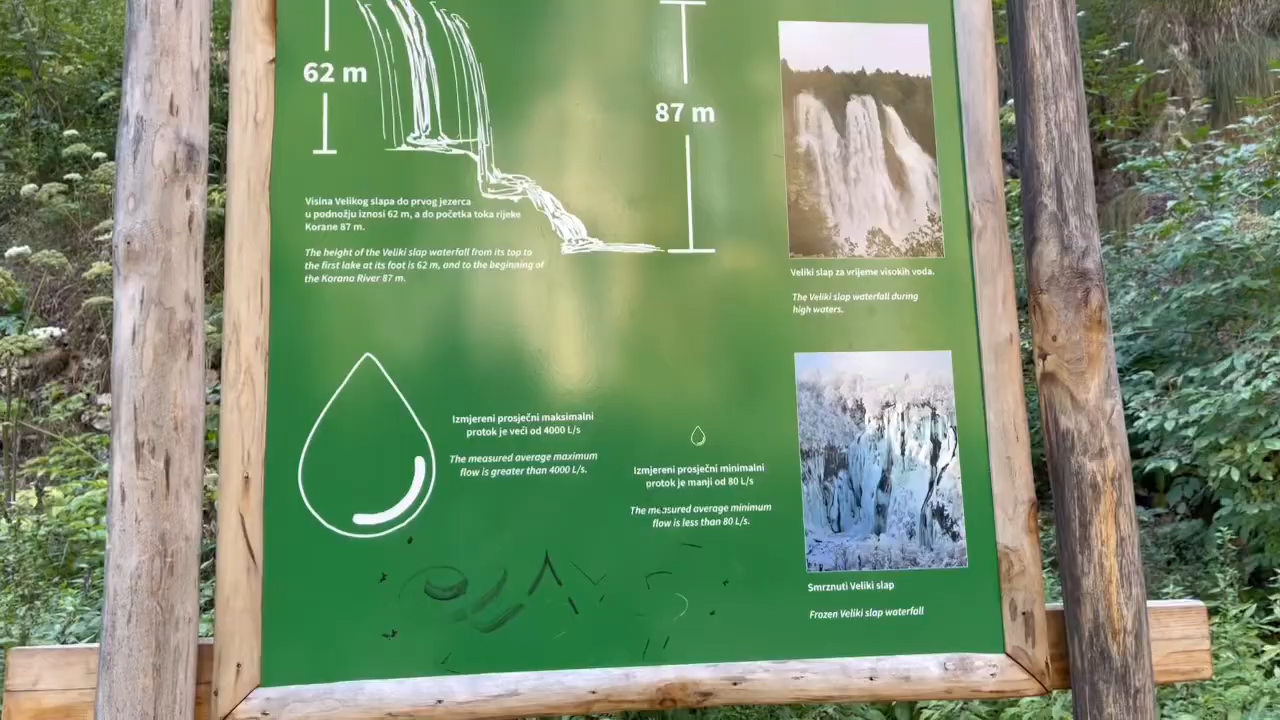 62 m
87 m
Visina Velikog slapa do prvog jezerca
u podnožju iznosi 62 m, a do početka toka rijeke
Korane 87 m.
The height of the Veliki slap waterfall from its top to
the first lake at its foot is 62 m, and to the beginning of
the Korana River 87 m.
Veliki slap za vrijeme visokih voda.
The Veliki slap waterfall during
high waters.
Izmjereni prosječni maksimalni
protok je veći od 4000 L/s
The measured average maximum
flow is greater than 4000 L/s.
Izmjereni prosječni minimalni
protok je manji od 80 L/s
The measured average minimum
flow is less than 80 L/s.
Smrznuti Veliki slap
Frozen Veliki slap waterfall